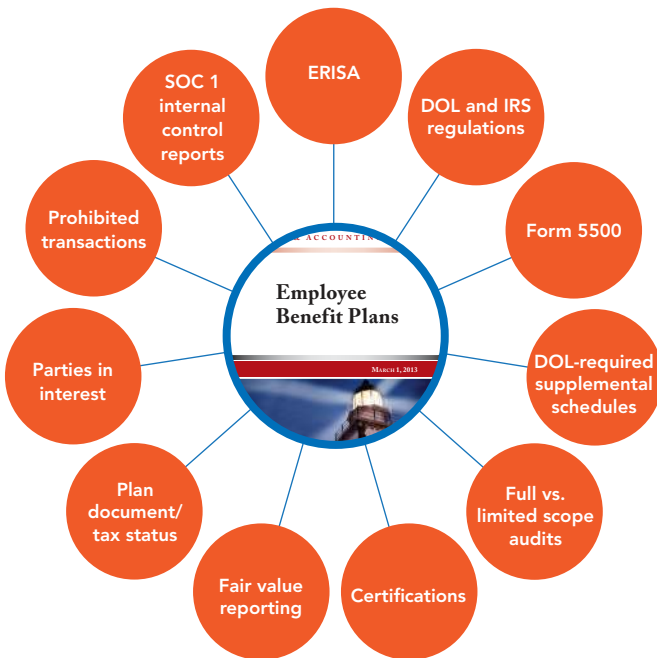 ERISA
DOL and IRS
regulations
Form 5500
DOL-required
supplemental
schedules
Full vs.
limited scope
audits
Certifications
Fair value
reporting
Plan
document/
tax status
Parties in
interest
Prohibited
transactions
SOC 1
internal
control
reports
ACCOUNTIN
Employee
Benefit Plans
March 1, 2013